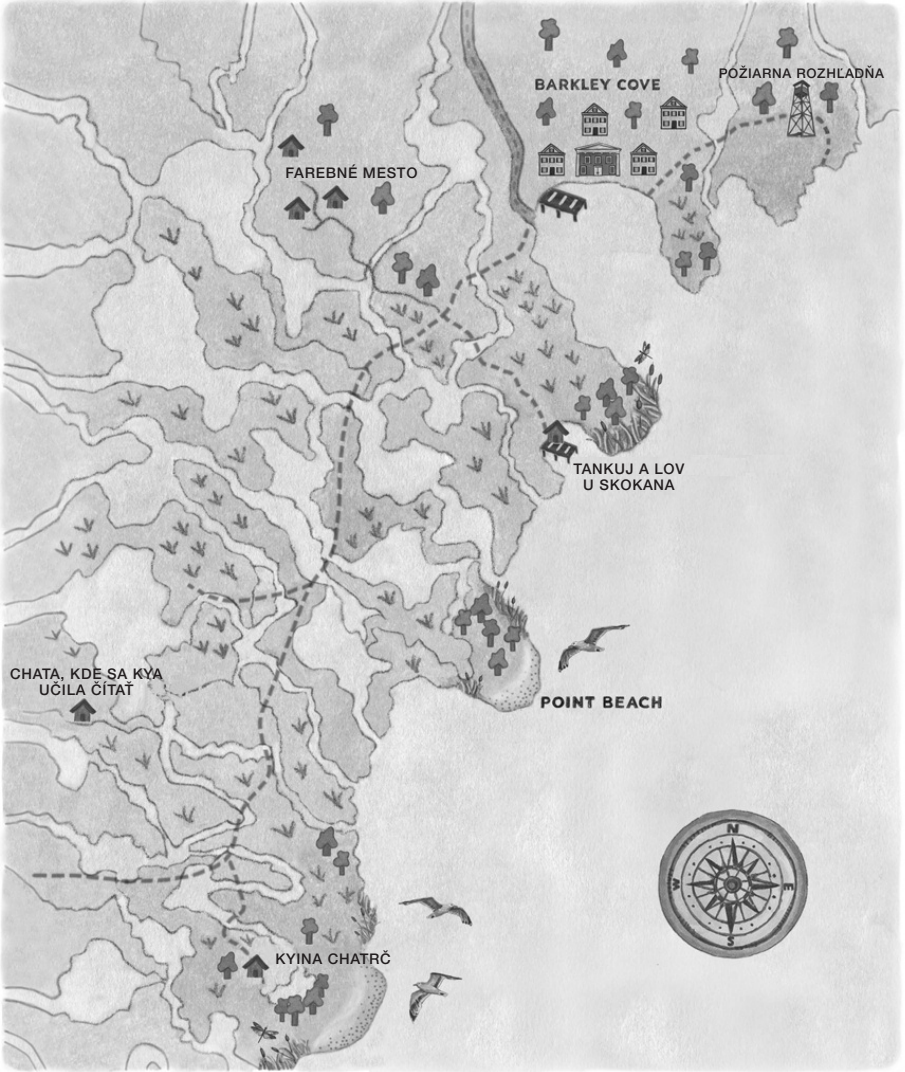 BARKLEY COVE
POŽIARNA ROZHĽADŇA
FAREBNÉ MESTO
TANKUJ A LOV
U SKOKANA
CHATA, KDE SA KYA
UČILA ČÍTAŤ
POINT BEACH
N
W
E
S
KYINA CHATRČ